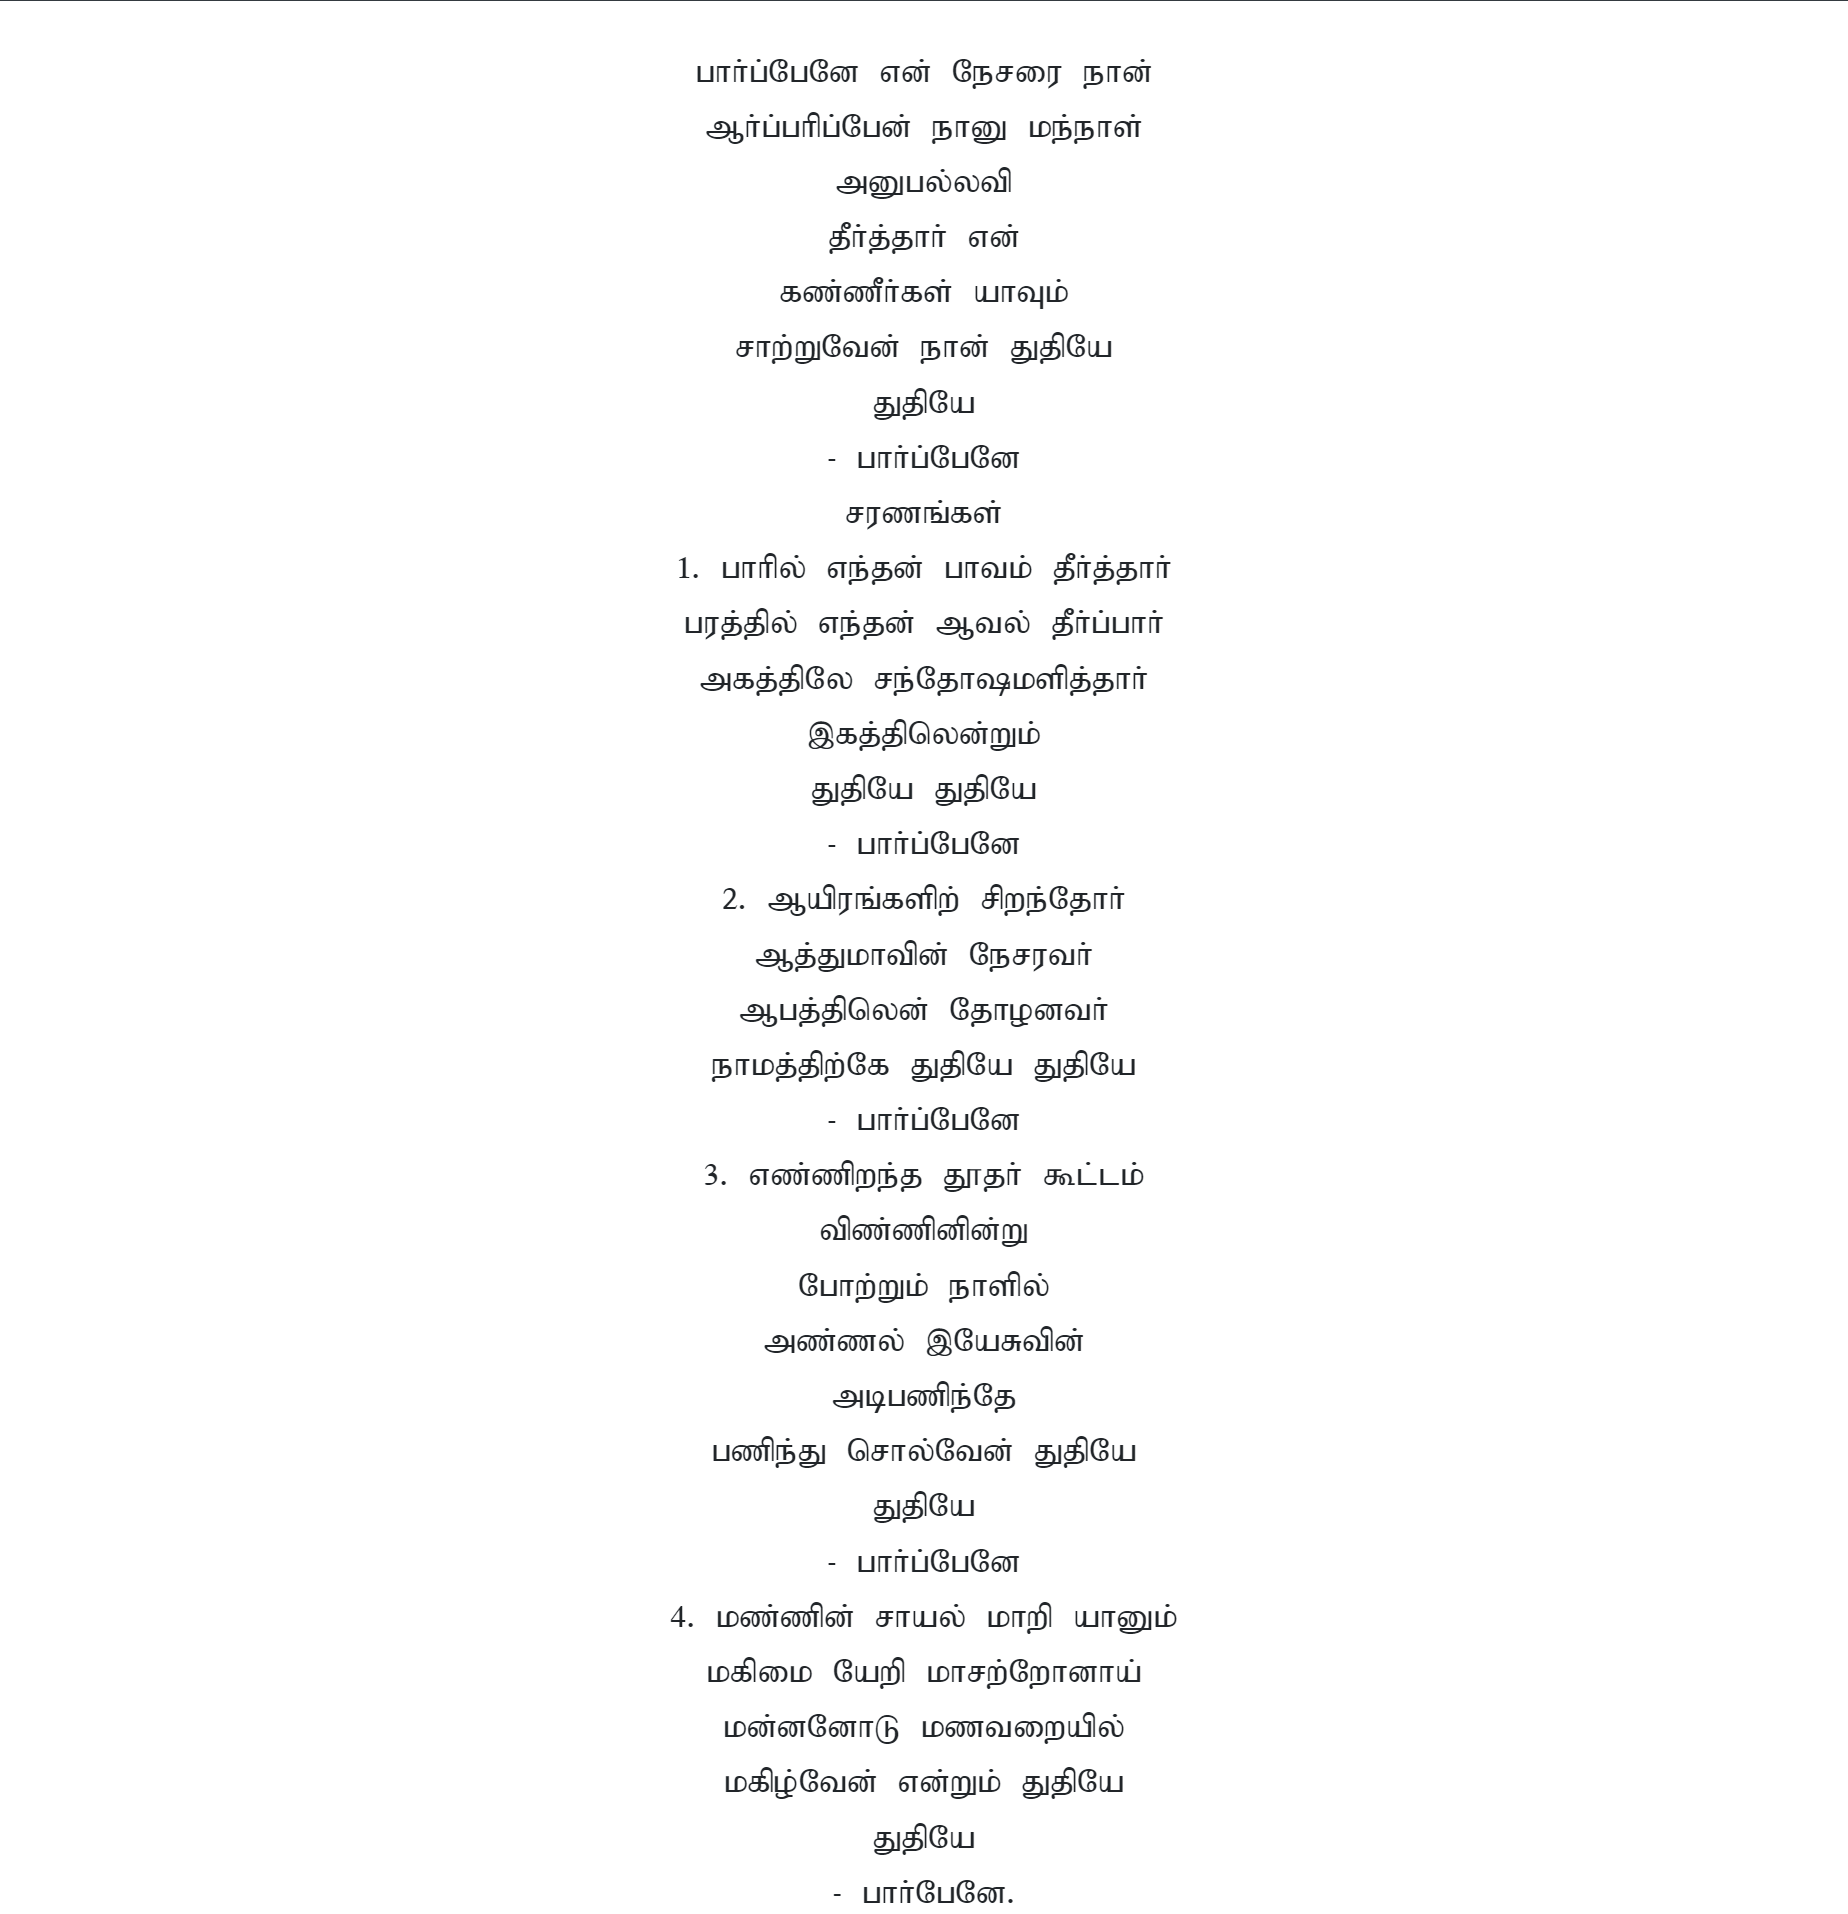 பார்ப்பேனே என் நேசரை நான்
ஆர்ப்பரிப்பேன் நானு மந்நாள்
அனுபல்லவி
தீர்த்தார் என்
கண்ணீர்கள் யாவும்
சாற்றுவேன் நான் துதியே
துதியே
- பார்ப்பேனே
சரணங்கள்
1. பாரில் எந்தன் பாவம் தீர்த்தார்
பரத்தில் எந்தன் ஆவல் தீர்ப்பார்
அகத்திலே சந்தோஷமளித்தார்
இகத்திலென்றும்
துதியே துதியே
- பார்ப்பேனே
2. ஆயிரங்களிற் சிறந்தோர்
ஆத்துமாவின் நேசரவர்
ஆபத்திலென் தோழனவர்
நாமத்திற்கே துதியே துதியே
- பார்ப்பேனே
3. எண்ணிறந்த தூதர் கூட்டம்
விண்ணினின்று
போற்றும் நாளில்
அண்ணல் இயேசுவின்
அடிபணிந்தே
பணிந்து சொல்வேன் துதியே
துதியே
- பார்ப்பேனே
4. மண்ணின் சாயல் மாறி யானும்
மகிமை யேறி மாசற்றோனாய்
மன்னனோடு மணவறையில்
மகிழ்வேன் என்றும் துதியே
துதியே
- பார்பேனே.